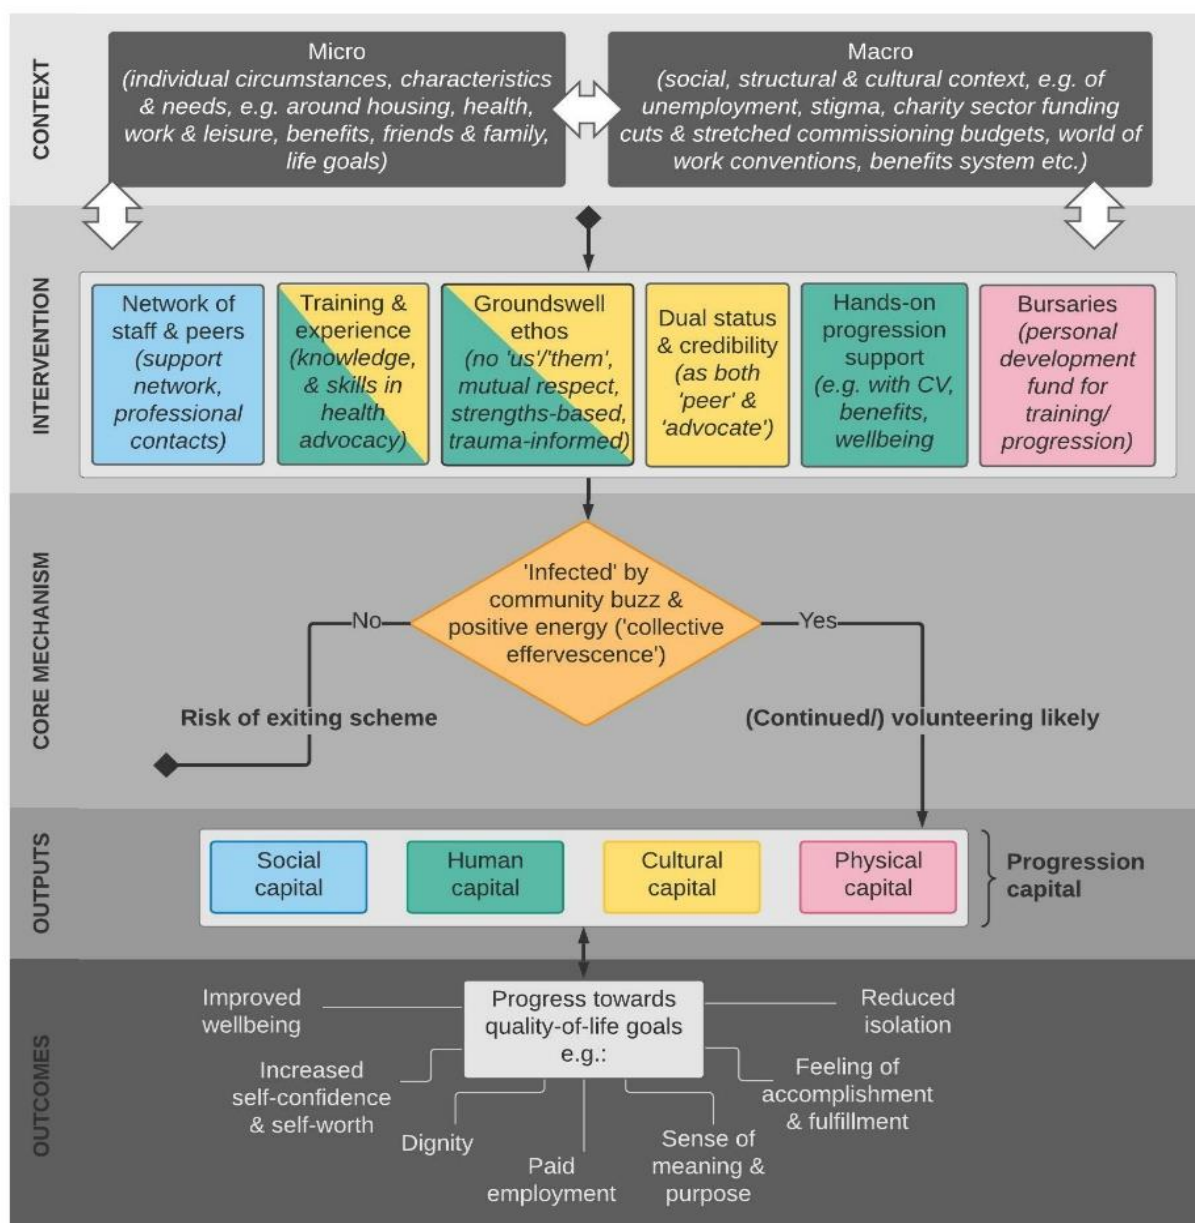 CONTEXT
Micro
(individual circumstances, characteristics
& needs, e.g. around housing, health,
work & leisure, benefits, friends & family,
life goals)
Macro
(social, structural & cultural context, e.g. of
unemployment, stigma, charity sector funding
cuts & stretched commissioning budgets, world of
work conventions, benefits system etc.)
INTERVENTION
Network of
staff & peers
(support
network,
professional
contacts)
Training &
experience
(knowledge,
& skills in
health
advocacy)
Groundswell
ethos
(no 'us'/'them',
mutual respect,
strengths-based,
trauma-informed)
Dual status
& credibility
(as both
'peer' &
'advocate')
Hands-on
progression
support
(e.g. with CV,
benefits,
wellbeing
Bursaries
(personal
development
fund for
training/
progression)
CORE MECHANISM
'Infected' by
community buzz &
positive energy ('collective
effervescence')
No
Yes
Risk of exiting scheme
(Continued/) volunteering likely
OUTPUTS
Social
capital
Human
capital
Cultural
capital
Physical
capital
Progression
capital
OUTCOMES
Progress towards
quality-of-life goals
e.g.:
Improved
wellbeing
Increased
self-confidence
& self-worth
Dignity
Paid
employment
Sense of
meaning &
purpose
Feeling of
accomplishment
& fulfillment
Reduced
isolation